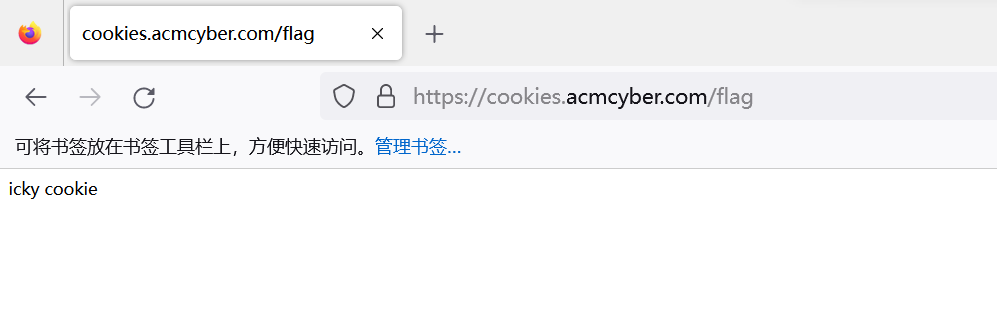 cookies.acmcyber.com/flag
https://cookies.acmcyber.com/flag
可将书签放在书签工具栏上，方便快速访问。管理书签...
icky cookie